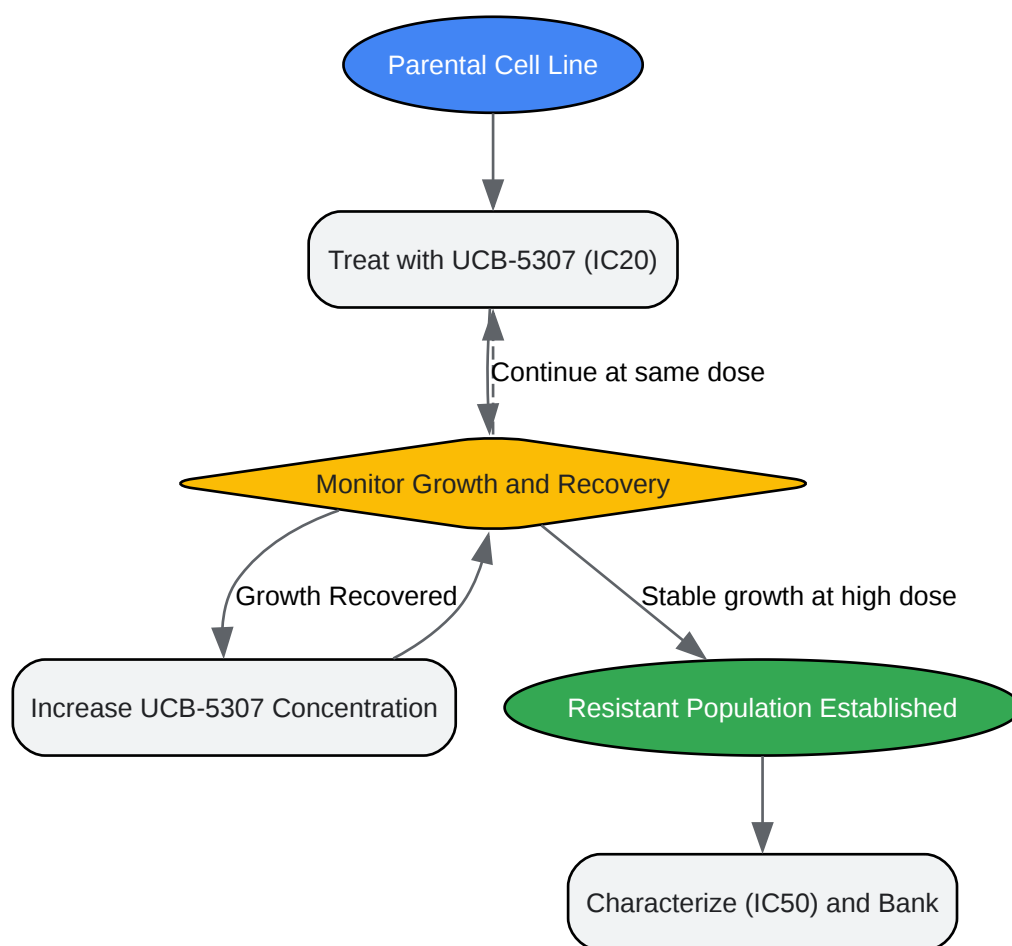 Parental Cell Line
Treat with UCB-5307 (IC20)
Continue at same dose
Monitor Growth and Recovery
Growth Recovered
Stable growth at high dose
Increase UCB-5307 Concentration
Resistant Population Established
Characterize (IC50) and Bank